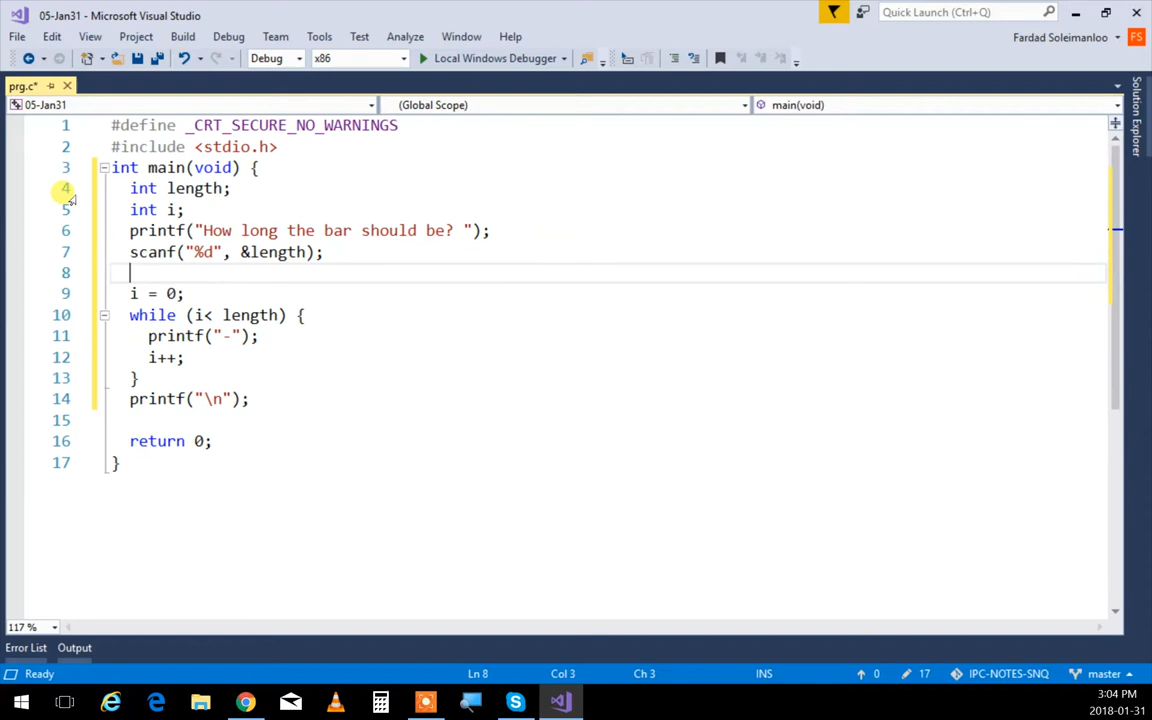 05-Jan31 - Microsoft Visual Studio
Quick Launch (Ctrl+Q)
File Edit View Project Build Debug Team Tools Test Analyze Window Help
Fardad Soleimanloo FS
Debug x86 Local Windows Debugger
prg.c*
05-Jan31 (Global Scope) main(void)
Solution Explorer
1 #define _CRT_SECURE_NO_WARNINGS
2 #include <stdio.h>
3 int main(void) {
4 int length;
5 int i;
6 printf("How long the bar should be? ");
7 scanf("%d", &length);
8
9 i = 0;
10 while (i< length) {
11 printf("-");
12 i++;
13 }
14 printf("\n");
15
16 return 0;
17 }
117 %
Error List Output
Ready Ln 8 Col 3 Ch 3 INS 0 17 IPC-NOTES-SNQ master
3:04 PM
2018-01-31